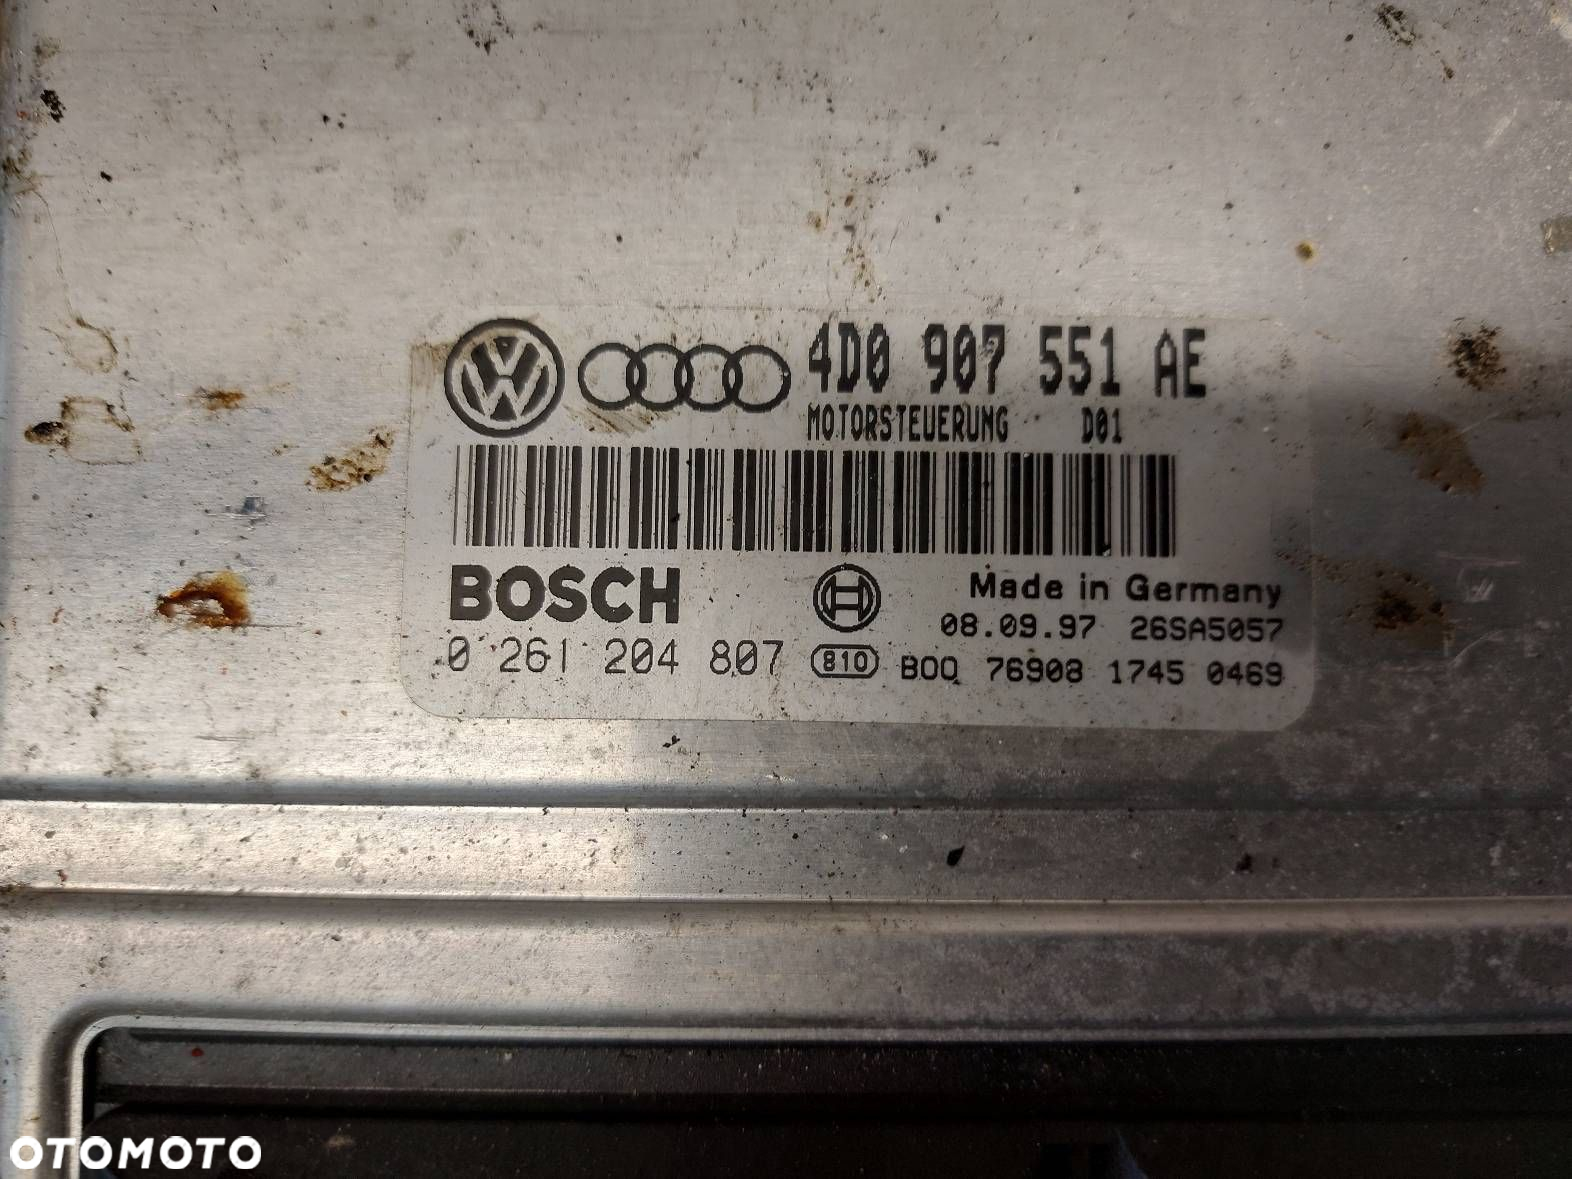 4D0 907 551 AE
MOTORSTEUERUNG D01
BOSCH
Made in Germany
08.09.97 26SA5057
0 261 204 807 810 BOQ 76908 1745 0469
OTOMOTO